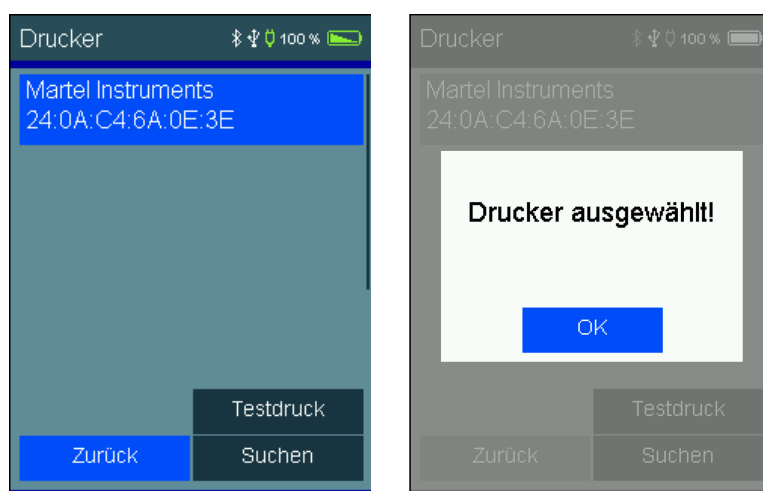 Drucker 100 %
Martel Instruments
24:0A:C4:6A:0E:3E
Testdruck
Zurück Suchen
Drucker 100 %
Martel Instruments
24:0A:C4:6A:0E:3E
Drucker ausgewählt!
OK
Testdruck
Zurück Suchen